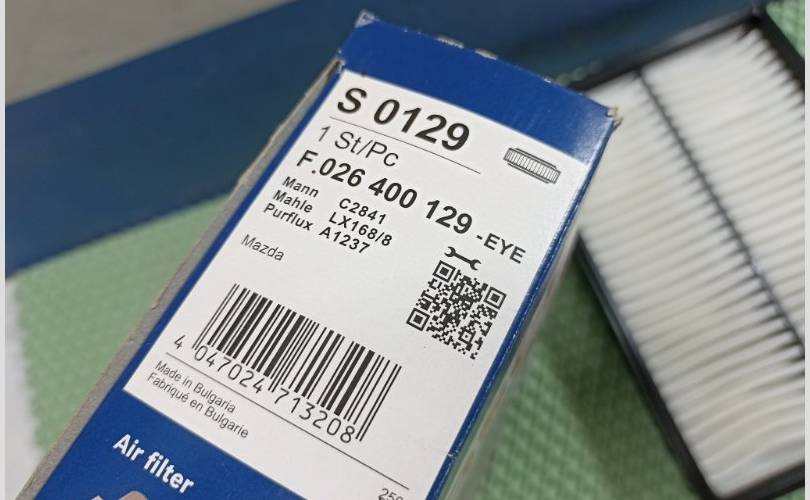 S 0129
1 St/Pc
F.026 400 129 -EYE
Mann C2841
Mahle LX168/8
Purflux A1237
Mazda
4 047024 713208
Made in Bulgaria
Fabriqué en Bulgarie
Air filter